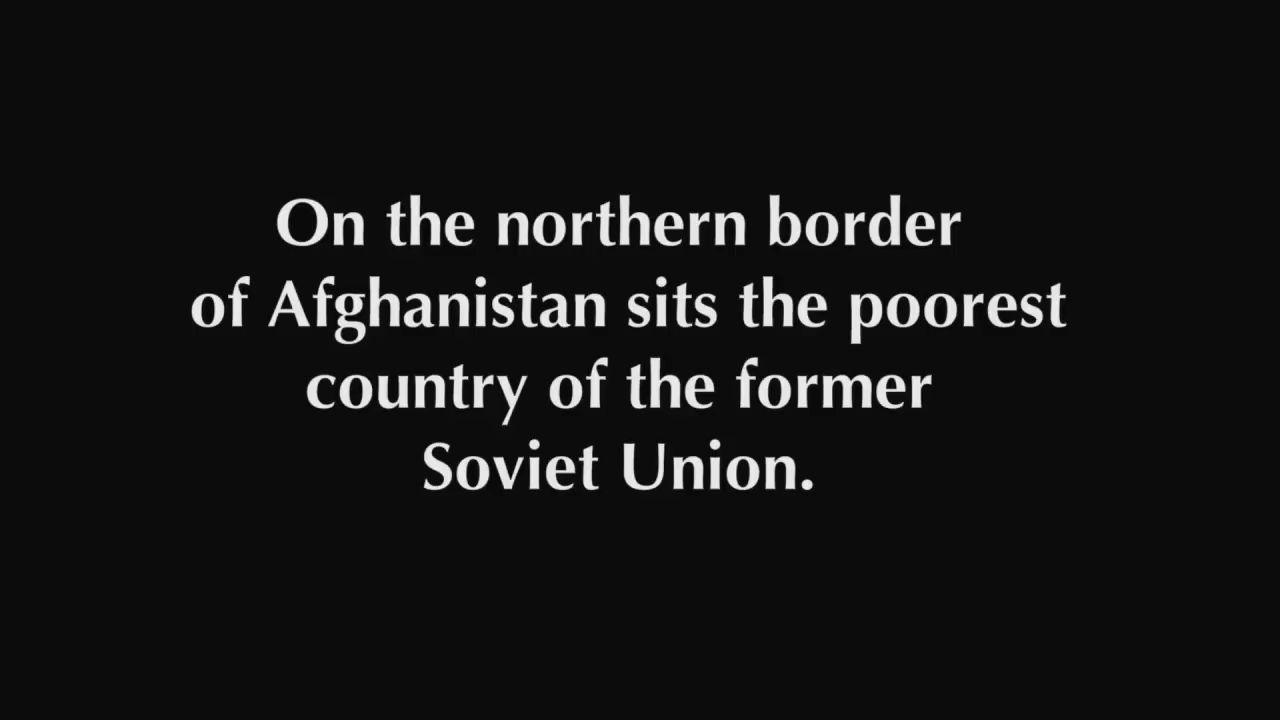 On the northern border
of Afghanistan sits the poorest
country of the former
Soviet Union.